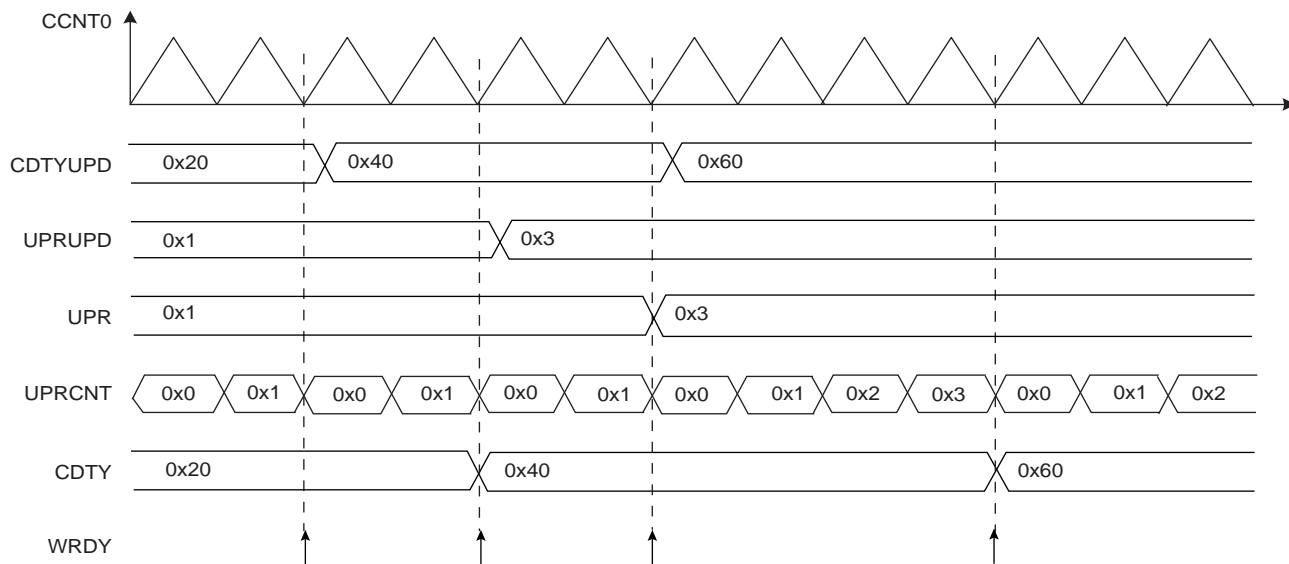 CCNT0
CDTYUPD 0x20 0x40 0x60
UPRUPD 0x1 0x3
UPR 0x1 0x3
UPRCNT 0x0 0x1 0x0 0x1 0x0 0x1 0x0 0x1 0x2 0x3 0x0 0x1 0x2
CDTY 0x20 0x40 0x60
WRDY